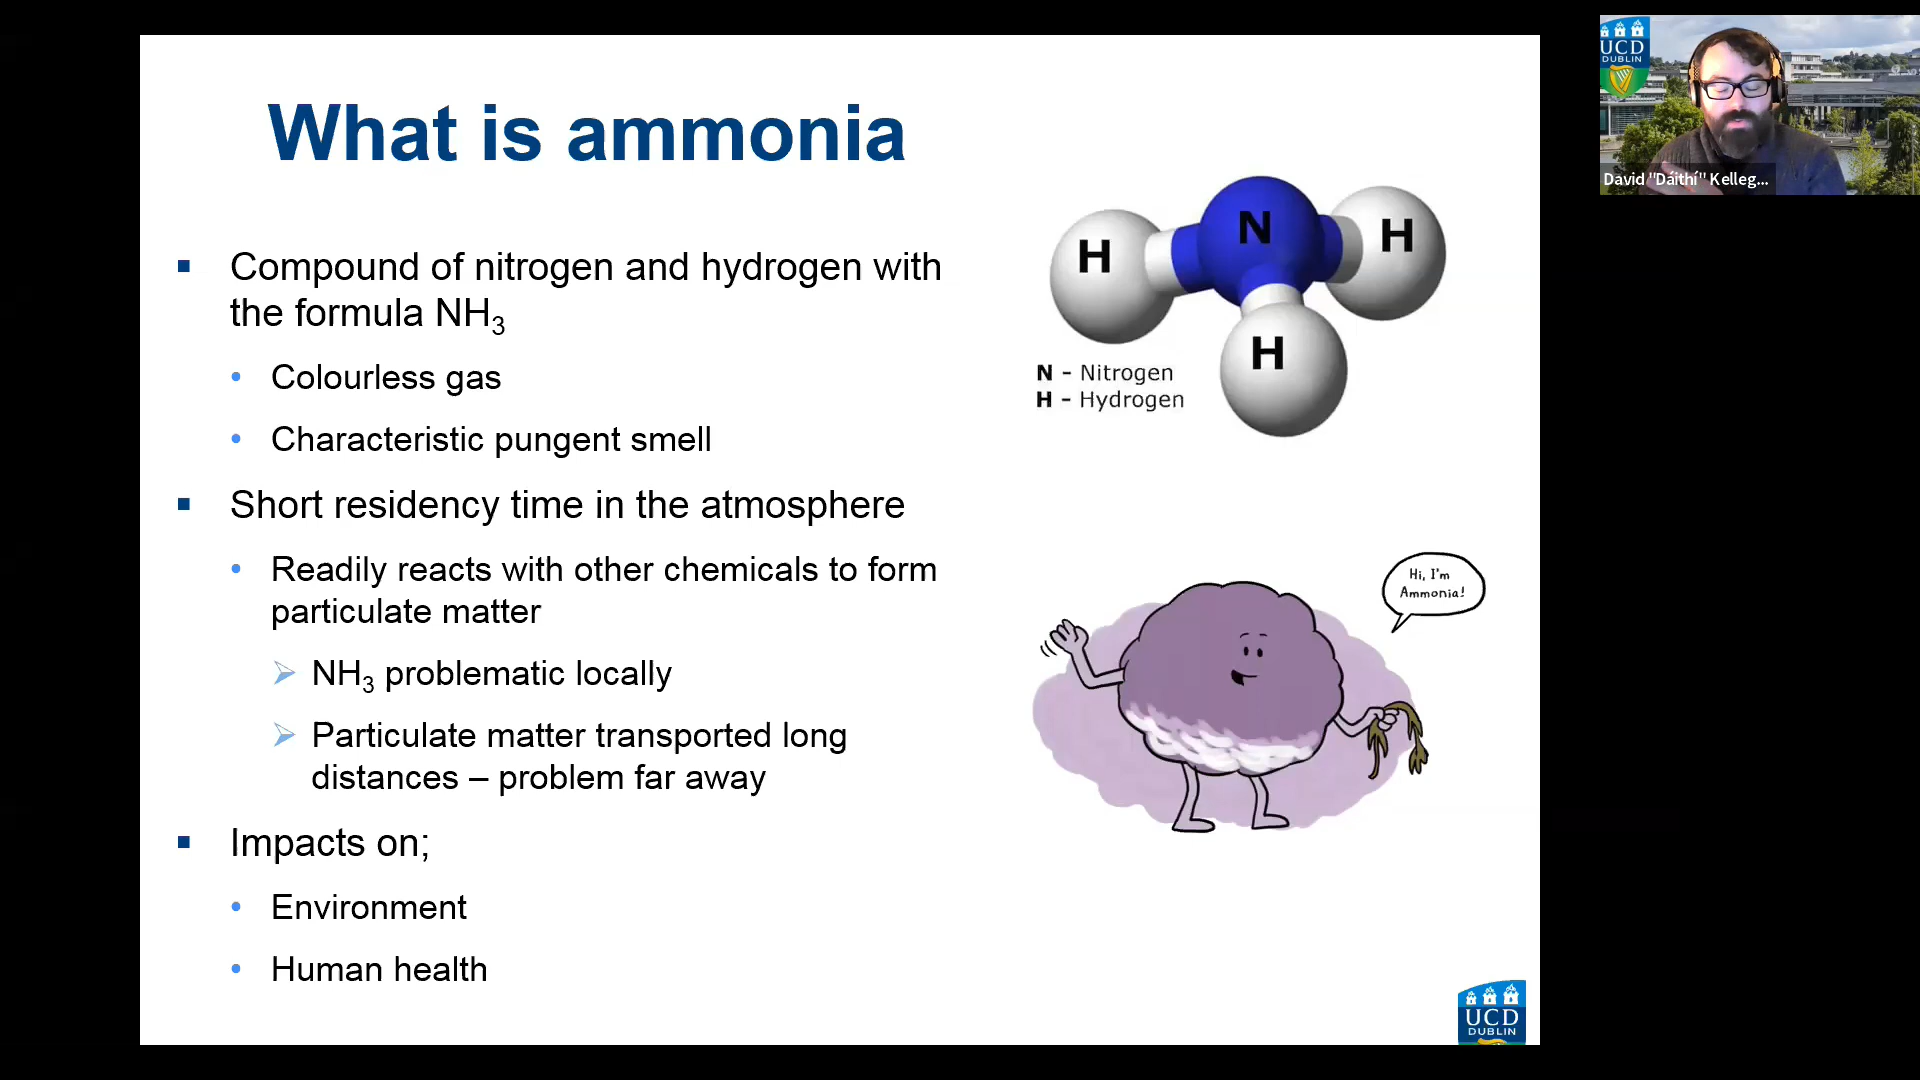 What is ammonia
Compound of nitrogen and hydrogen with
the formula NH₃
Colourless gas
Characteristic pungent smell
Short residency time in the atmosphere
Readily reacts with other chemicals to form
particulate matter
NH₃ problematic locally
Particulate matter transported long
distances – problem far away
Impacts on;
Environment
Human health
H
N
H
H
N - Nitrogen
H - Hydrogen
Hi, I'm
Ammonia!
UCD
DUBLIN
UCD
DUBLIN
David "Dáithí" Kelleg...